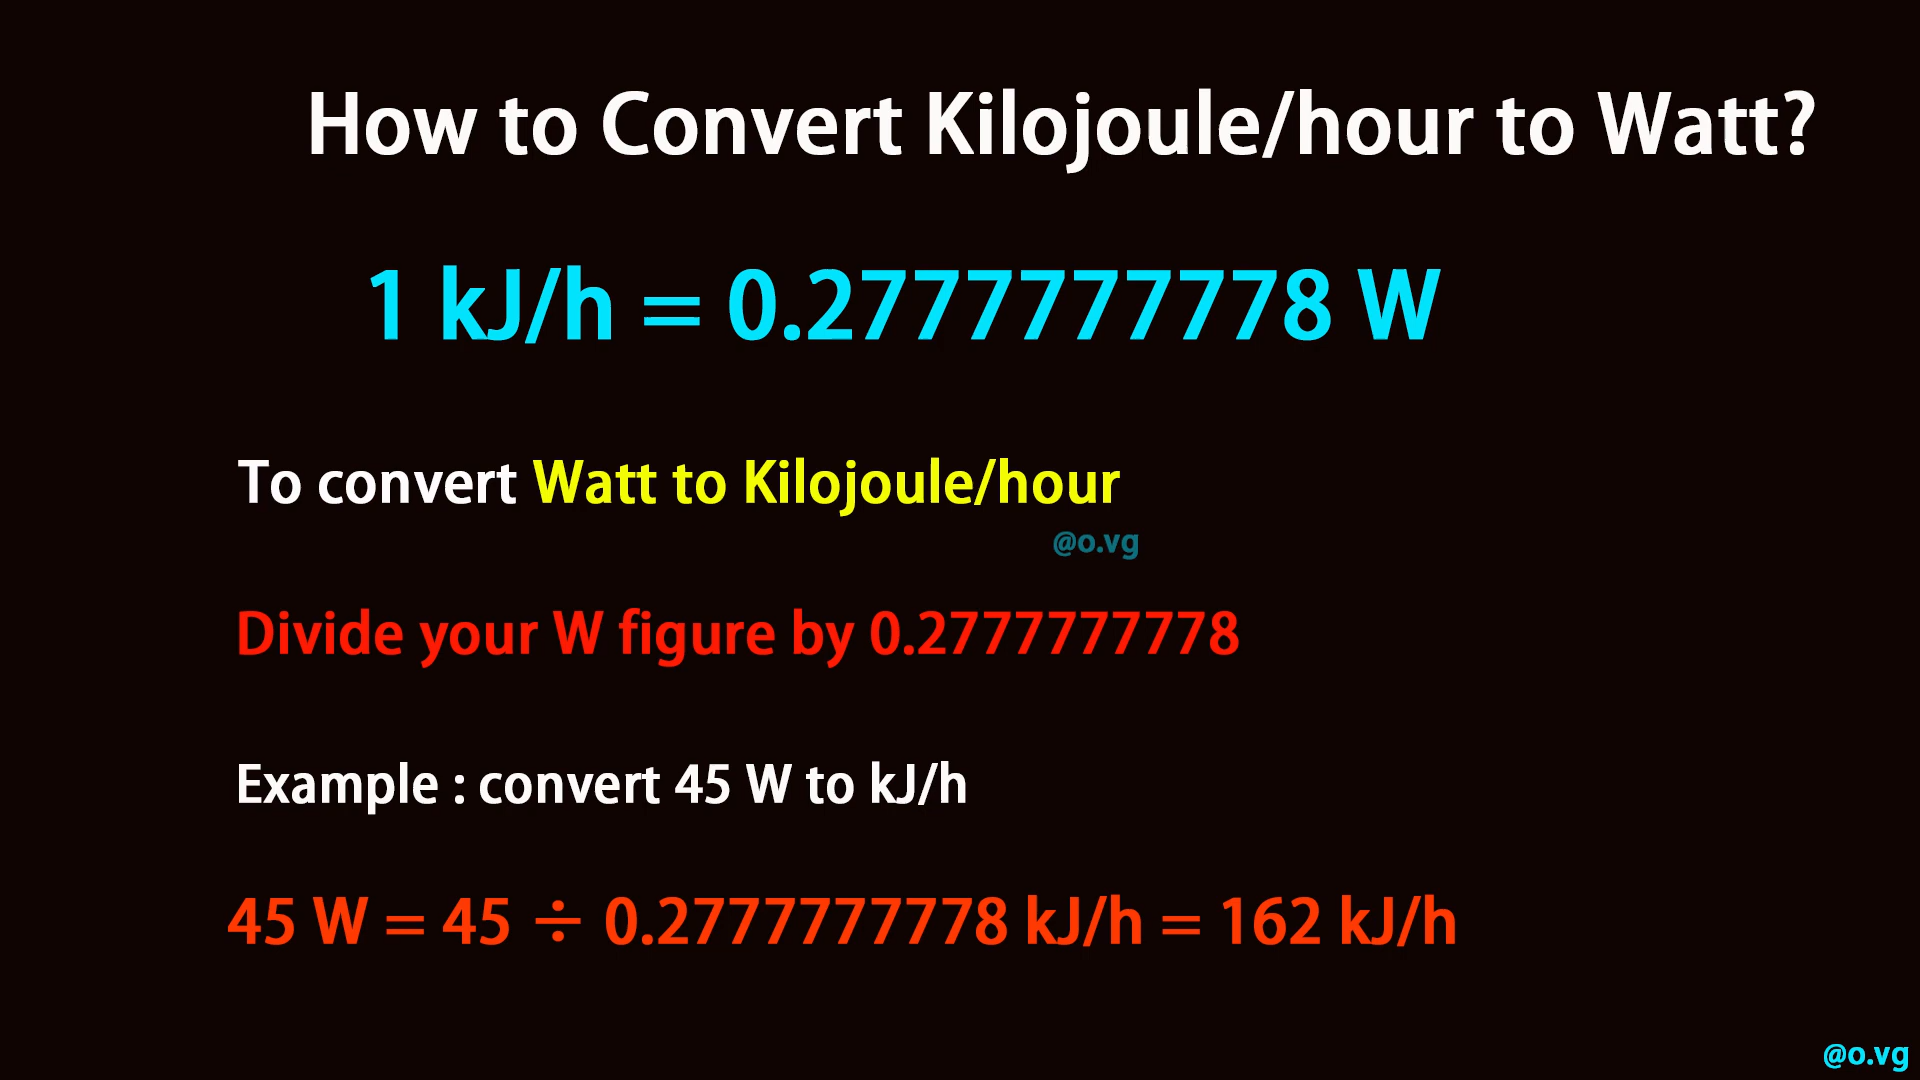 How to Convert Kilojoule/hour to Watt?
1 kJ/h = 0.2777777778 W
To convert Watt to Kilojoule/hour
@o.vg
Divide your W figure by 0.2777777778
Example : convert 45 W to kJ/h
45 W = 45 ÷ 0.2777777778 kJ/h = 162 kJ/h
@o.vg